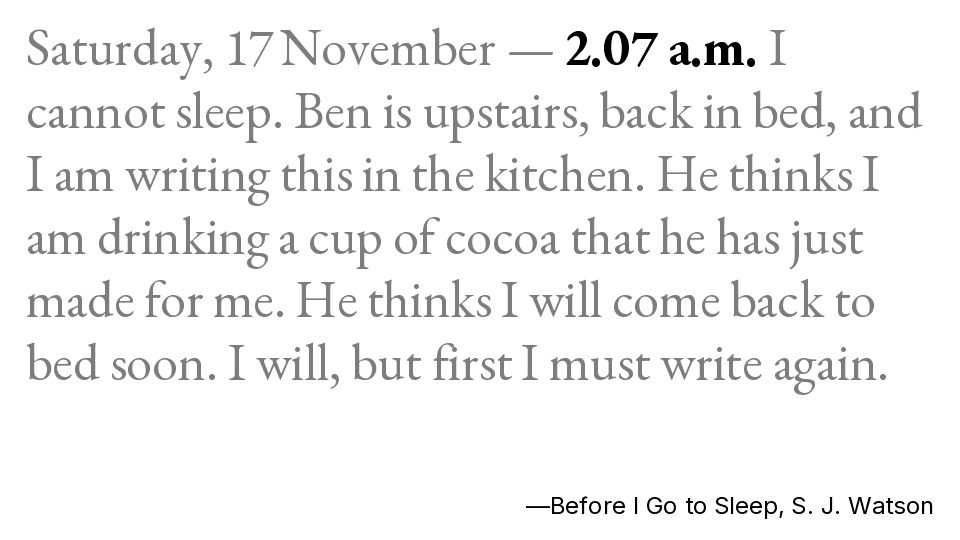 Saturday, 17 November — 2.07 a.m. I
cannot sleep. Ben is upstairs, back in bed, and
I am writing this in the kitchen. He thinks I
am drinking a cup of cocoa that he has just
made for me. He thinks I will come back to
bed soon. I will, but first I must write again.
—Before I Go to Sleep, S. J. Watson